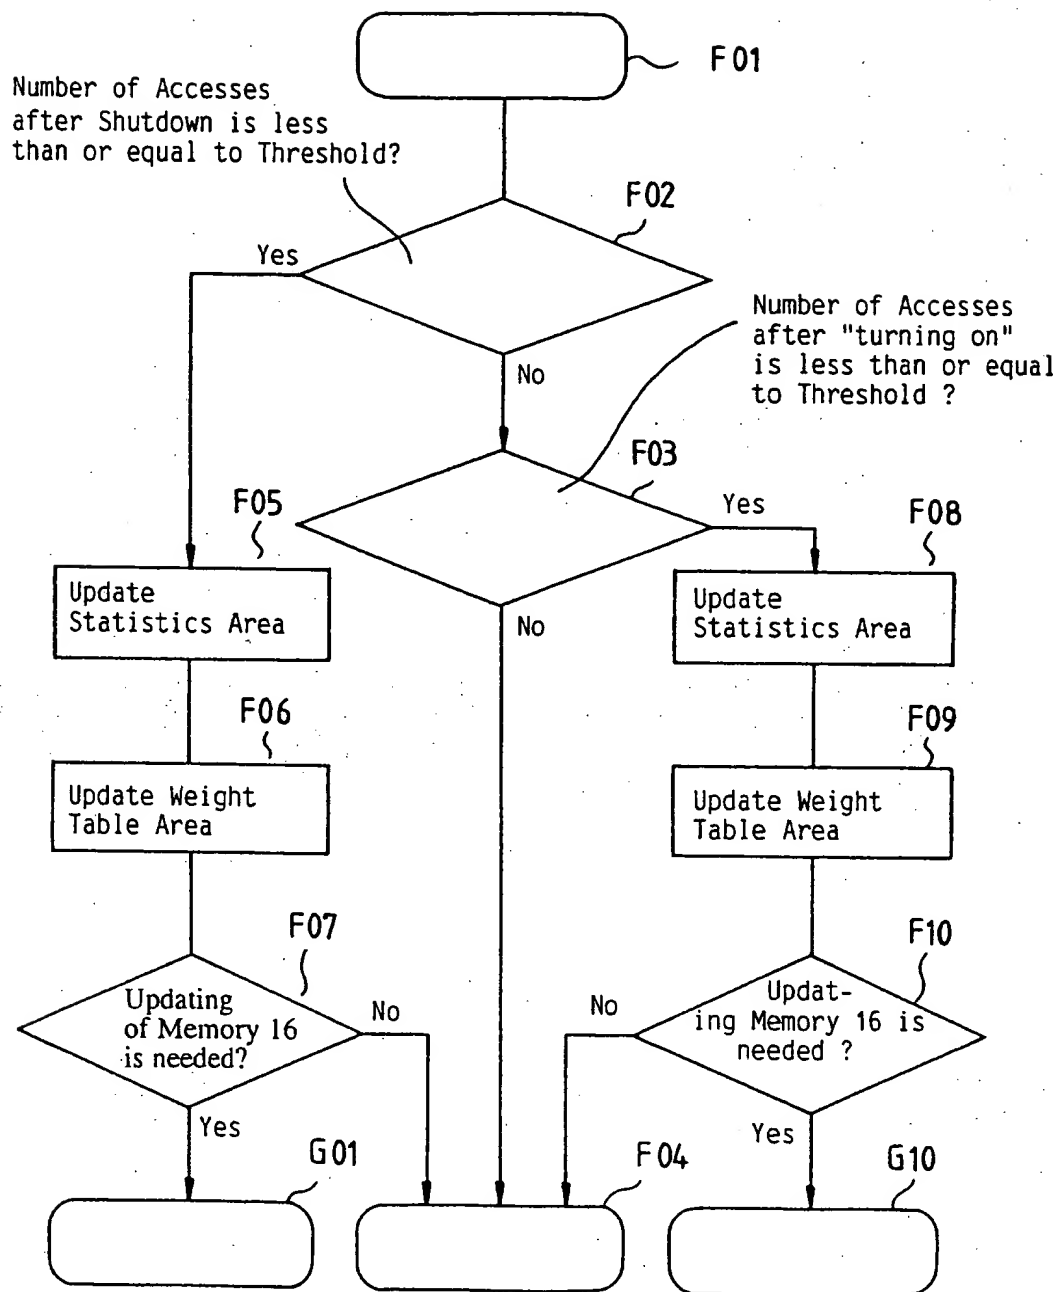 F01
Number of Accesses
after Shutdown is less
than or equal to Threshold?
F02
Yes
Number of Accesses
after "turning on"
is less than or equal
to Threshold ?
No
F03
Yes
F05
F08
Update
Statistics Area
Update
Statistics Area
No
F06
F09
Update Weight
Table Area
Update Weight
Table Area
F07
F10
Updating
of Memory 16
is needed?
No
No
Updat-
ing Memory 16 is
needed ?
Yes
Yes
G01
F04
G10